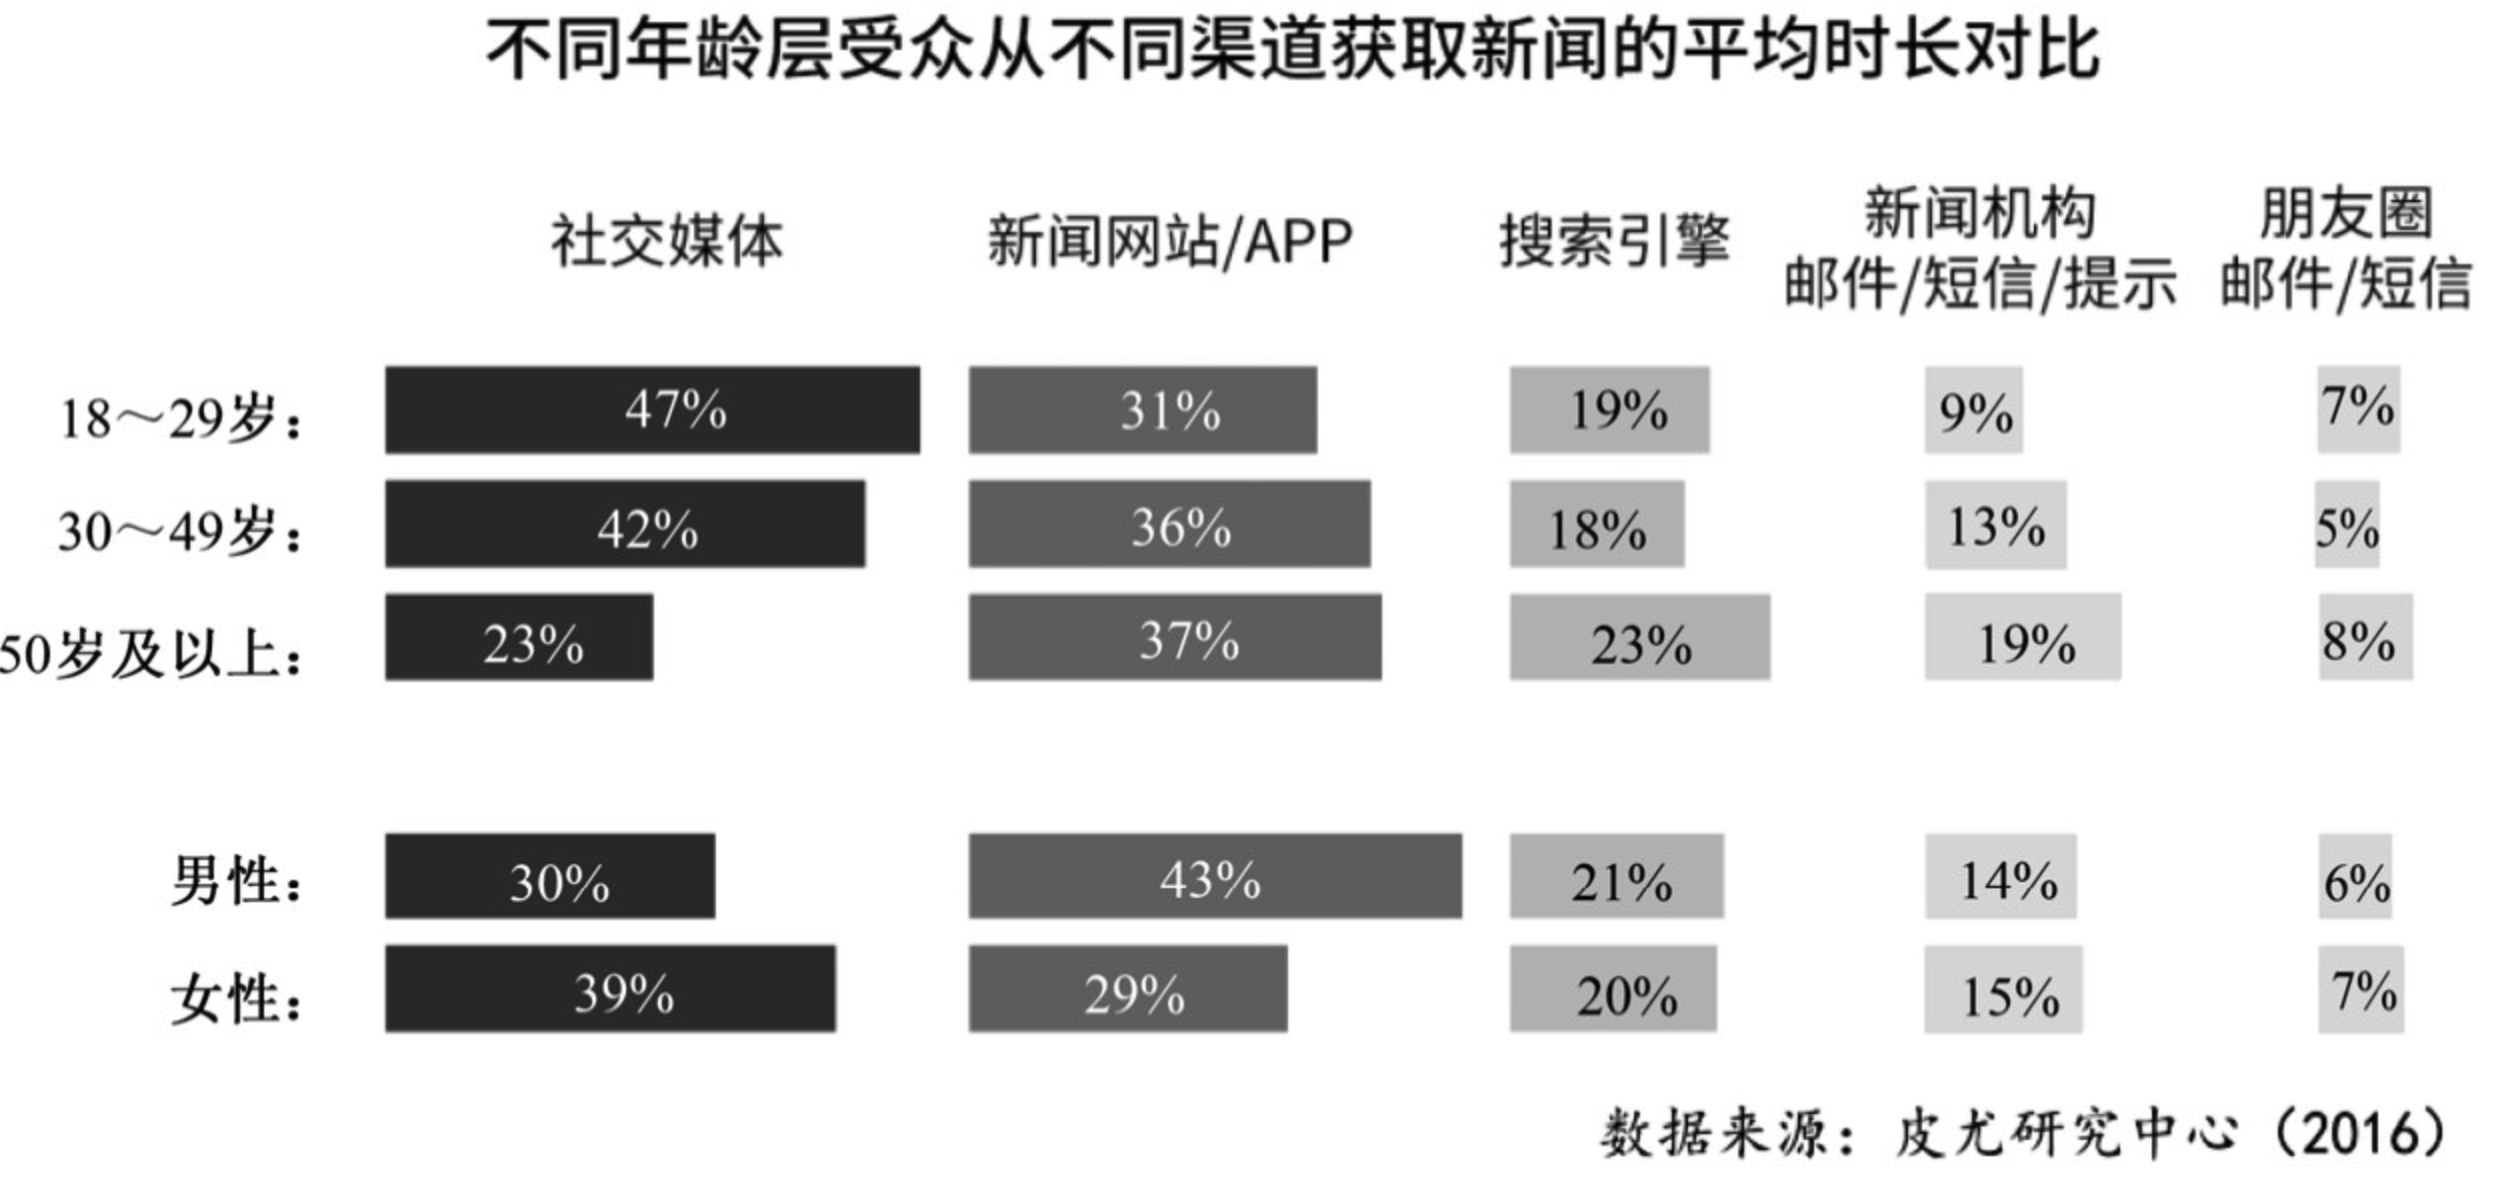 不同年龄层受众从不同渠道获取新闻的平均时长对比
社交媒体 新闻网站/APP 搜索引擎 新闻机构 邮件/短信/提示 朋友圈 邮件/短信
18～29岁： 47% 31% 19% 9% 7%
30～49岁： 42% 36% 18% 13% 5%
50岁及以上： 23% 37% 23% 19% 8%
男性： 30% 43% 21% 14% 6%
女性： 39% 29% 20% 15% 7%
数据来源：皮尤研究中心（2016）